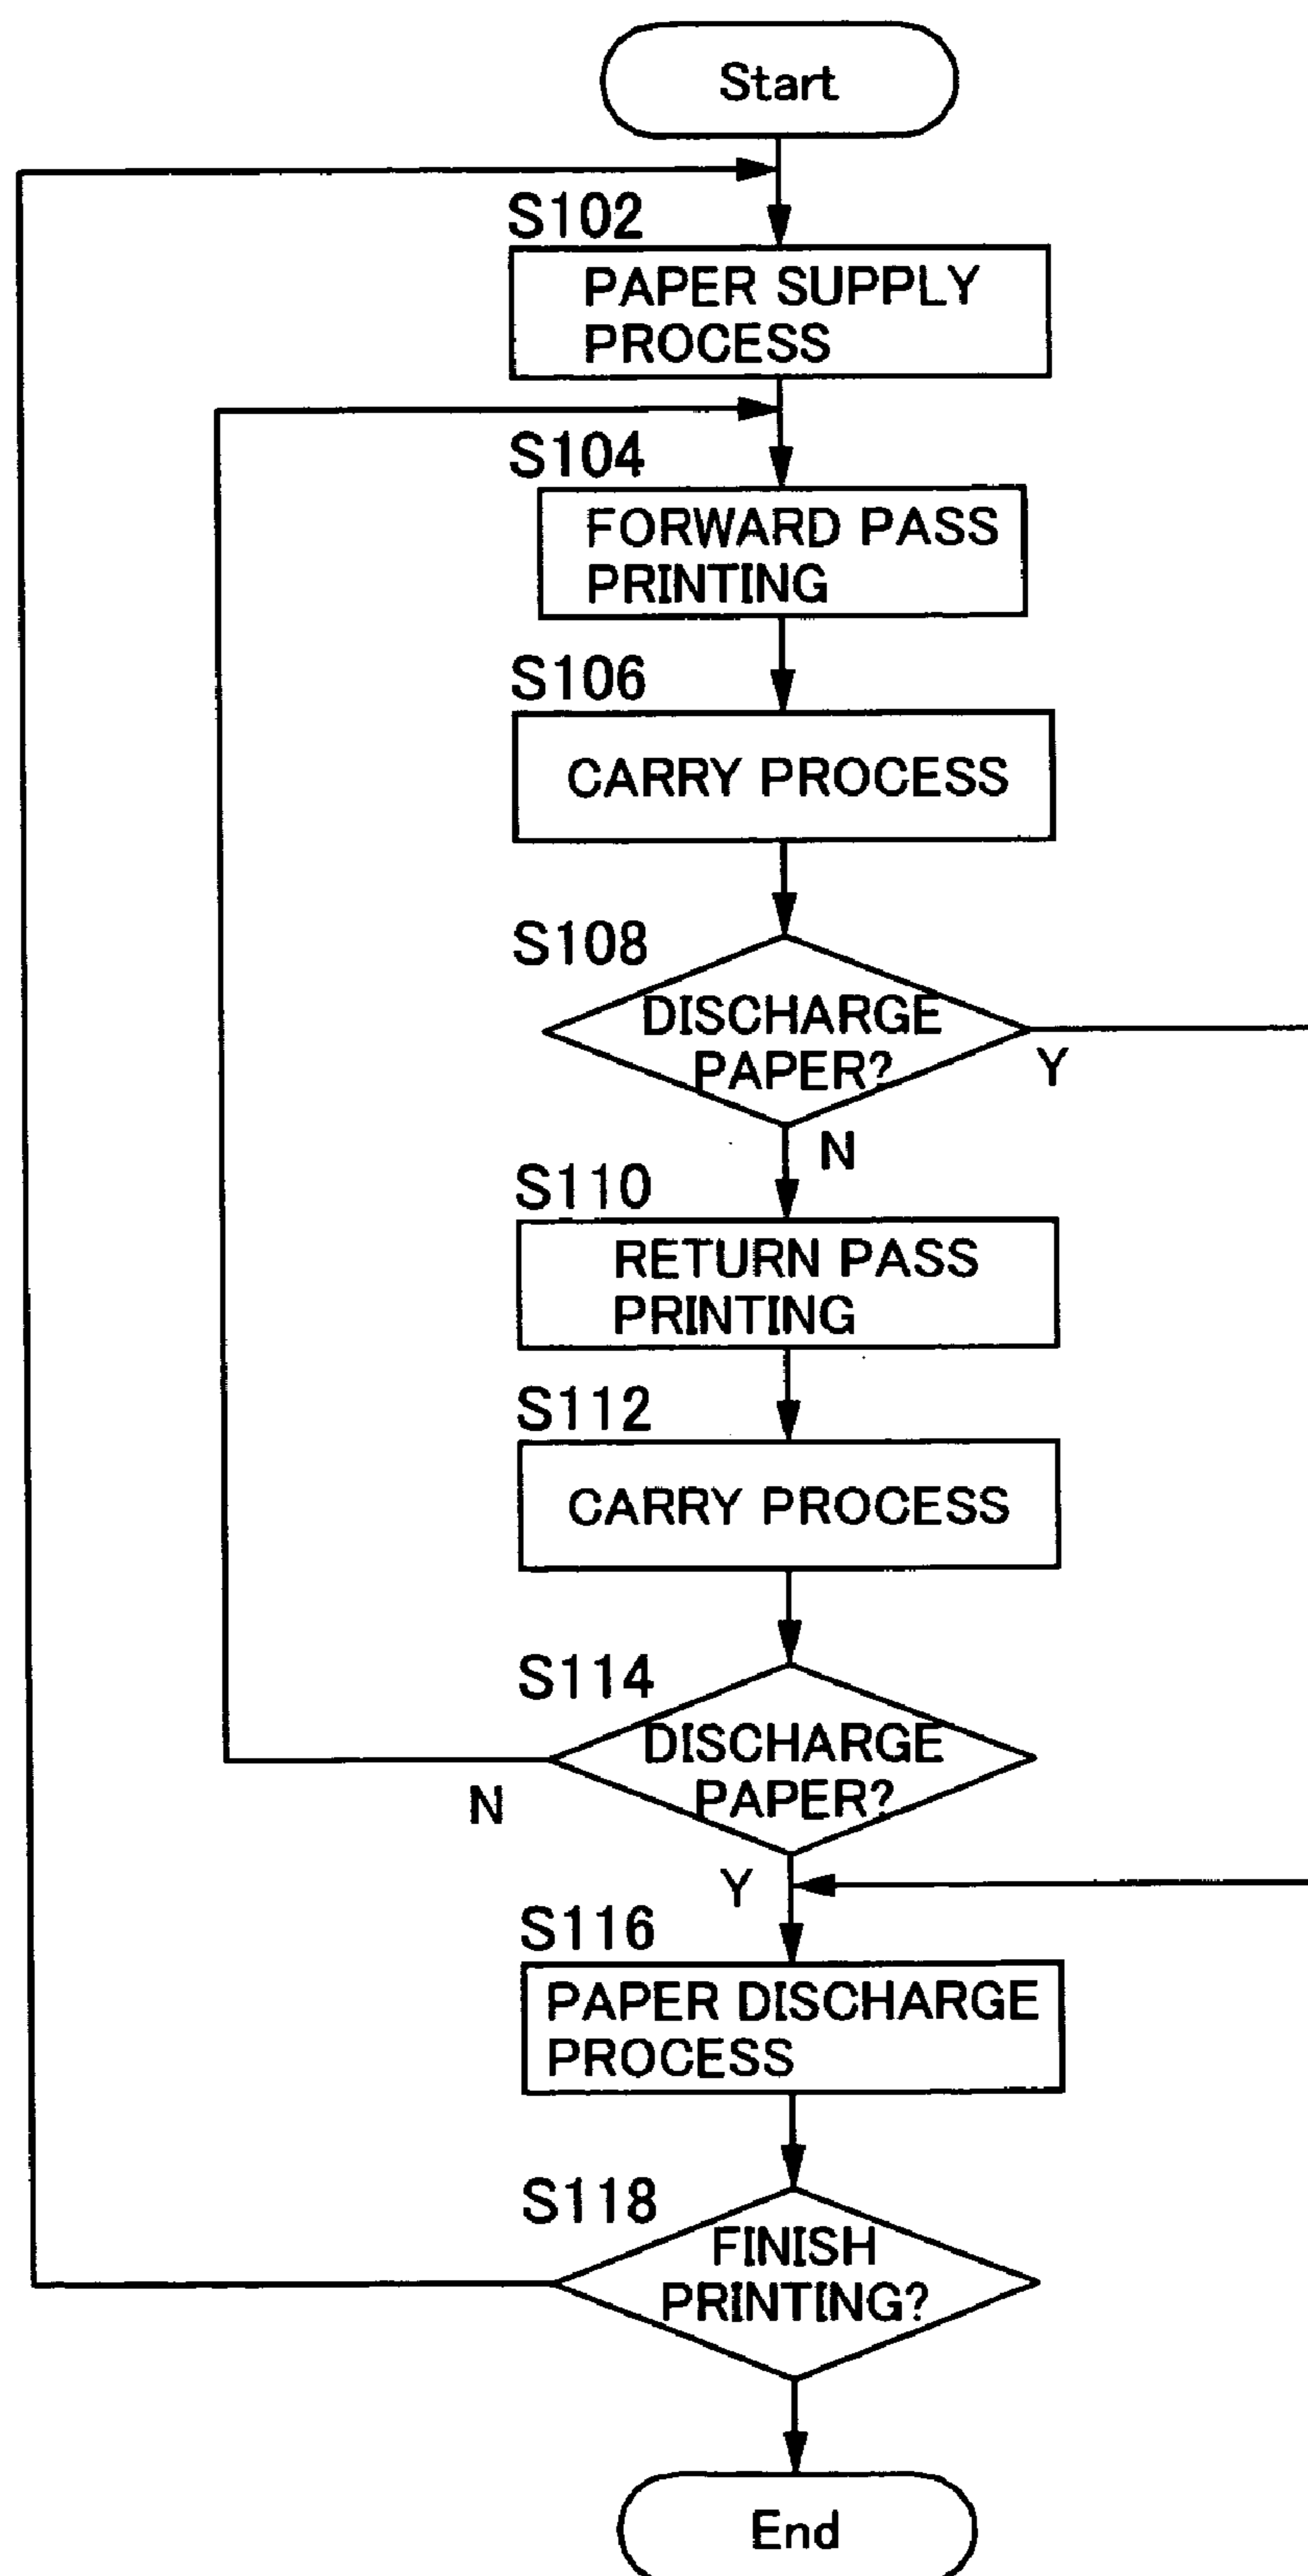 Start
S102
PAPER SUPPLY
PROCESS
S104
FORWARD PASS
PRINTING
S106
CARRY PROCESS
S108
DISCHARGE
PAPER?
Y
N
S110
RETURN PASS
PRINTING
S112
CARRY PROCESS
S114
DISCHARGE
PAPER?
N
Y
S116
PAPER DISCHARGE
PROCESS
S118
FINISH
PRINTING?
End